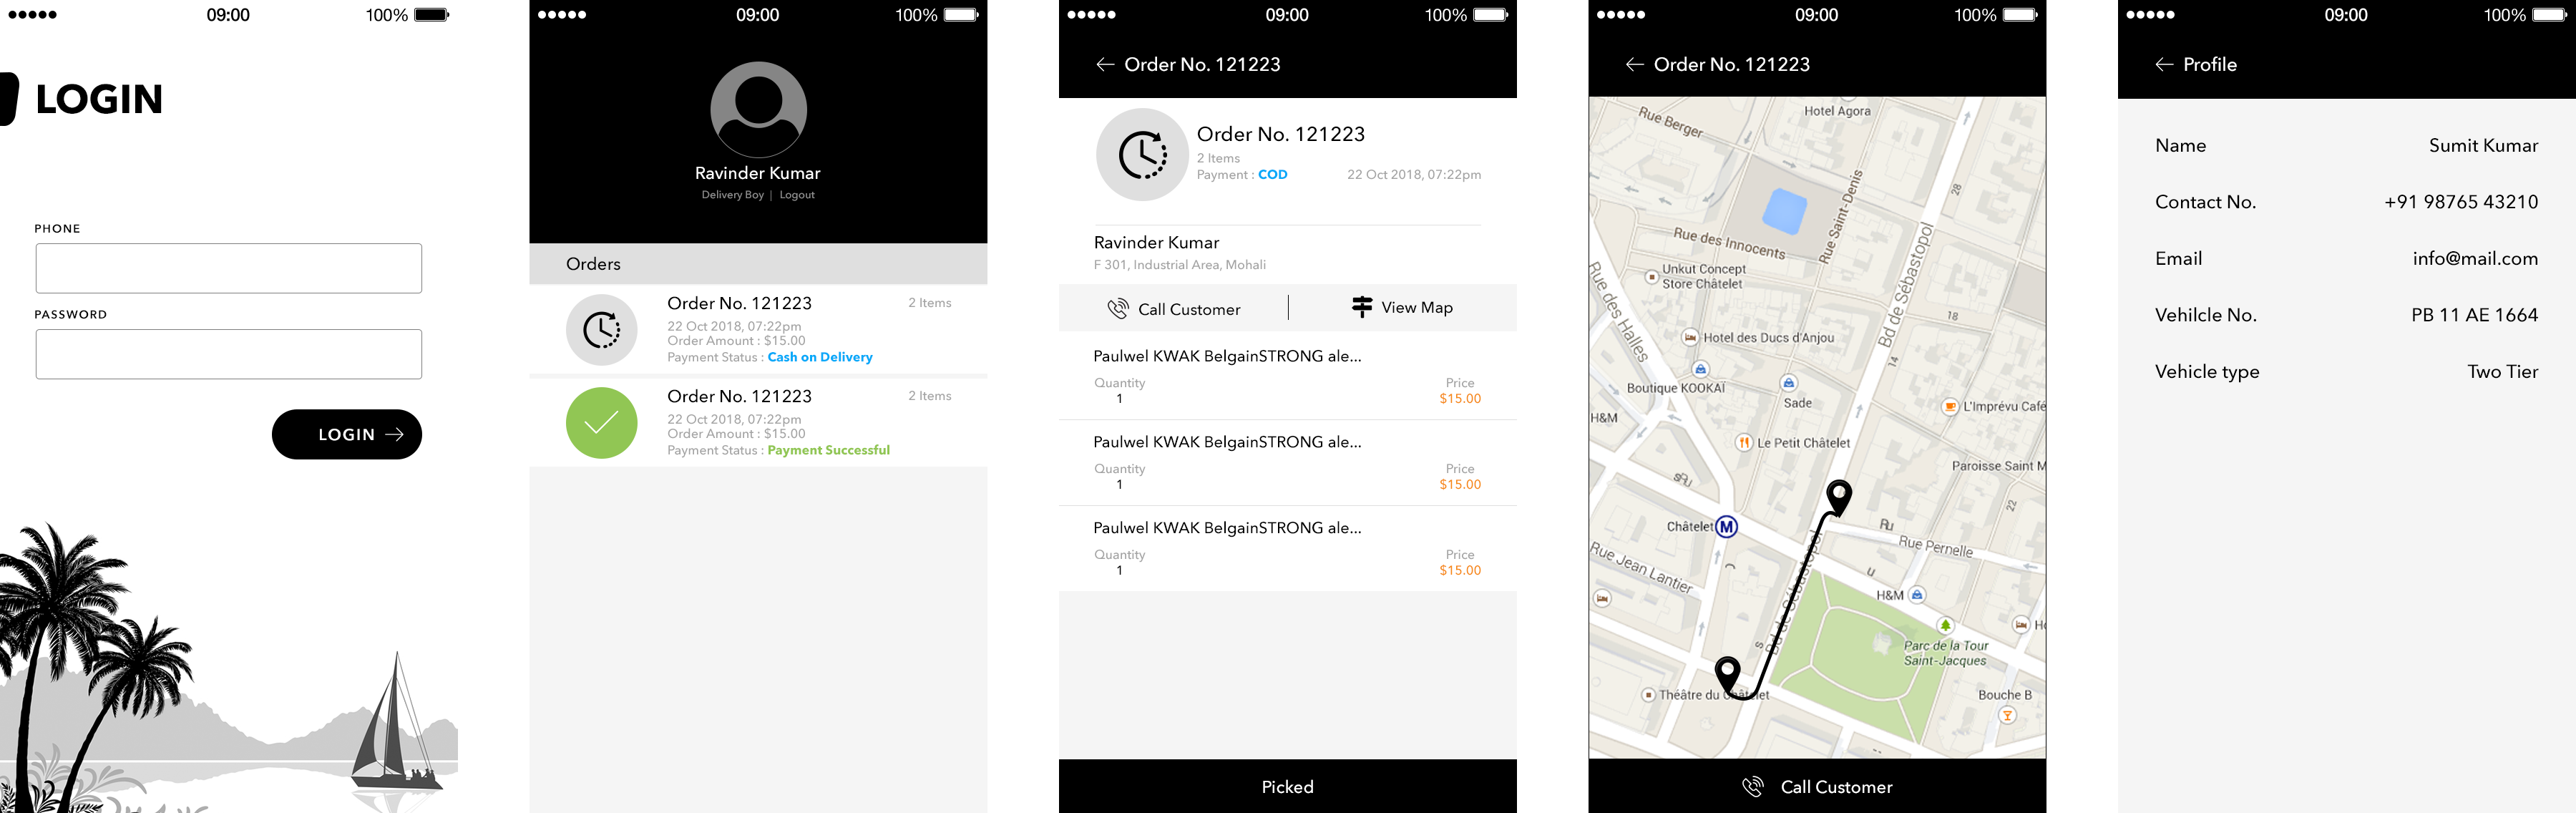 09:00 100%
LOGIN
PHONE
PASSWORD
LOGIN
09:00 100%
Ravinder Kumar
Delivery Boy | Logout
Orders
Order No. 121223 2 Items
22 Oct 2018, 07:22pm
Order Amount : $15.00
Payment Status : Cash on Delivery
Order No. 121223 2 Items
22 Oct 2018, 07:22pm
Order Amount : $15.00
Payment Status : Payment Successful
09:00 100%
Order No. 121223
Order No. 121223
2 Items
Payment : COD 22 Oct 2018, 07:22pm
Ravinder Kumar
F 301, Industrial Area, Mohali
Call Customer | View Map
Paulwel KWAK BelgainSTRONG ale...
Quantity Price
1 $15.00
Paulwel KWAK BelgainSTRONG ale...
Quantity Price
1 $15.00
Paulwel KWAK BelgainSTRONG ale...
Quantity Price
1 $15.00
Picked
09:00 100%
Order No. 121223
Hotel Agora
Rue Berger
Rue Saint-Denis
28
Rue des Innocents
Bd de Sébastopol
Unkut Concept
Store Châtelet
Rue des Halles
18
Hotel des Ducs d'Anjou
14
Boutique KOOKAÏ
Sade
L'Imprévu Café
H&M
Le Petit Châtelet
Paroisse Saint M
22
Châtelet M
Ru
Rue Pernelle
Rue Jean Lantier
Bd de Sébastopol
H&M
Parc de la Tour
Saint-Jacques
Théâtre du Châtelet
Bouche B
Call Customer
09:00 100%
Profile
Name Sumit Kumar
Contact No. +91 98765 43210
Email info@mail.com
Vehilcle No. PB 11 AE 1664
Vehicle type Two Tier